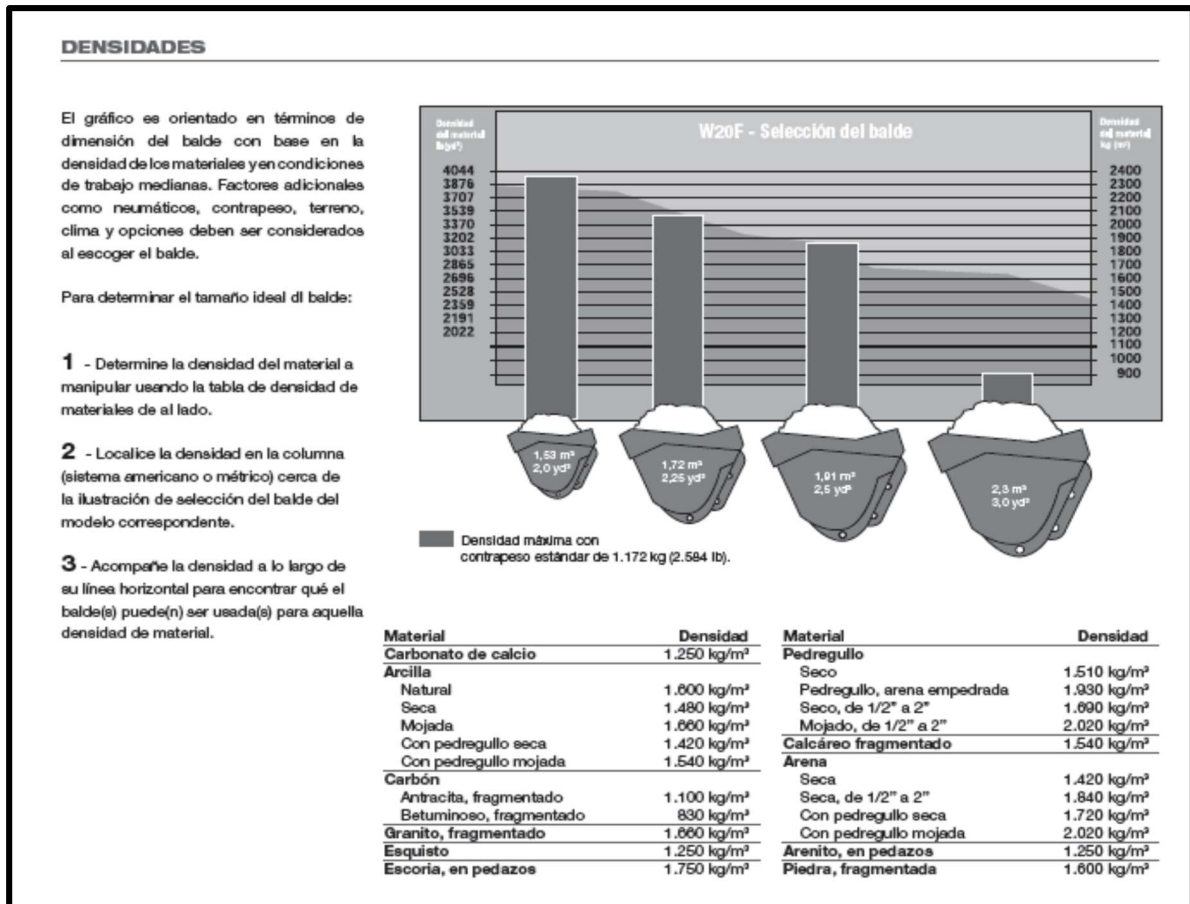 DENSIDADES
El gráfico es orientado en términos de
dimensión del balde con base en la
densidad de los materiales y en condiciones
de trabajo medianas. Factores adicionales
como neumáticos, contrapeso, terreno,
clima y opciones deben ser considerados
al escoger el balde.
Para determinar el tamaño ideal dl balde:
1 - Determine la densidad del material a
manipular usando la tabla de densidad de
materiales de al lado.
2 - Localice la densidad en la columna
(sistema americano o métrico) cerca de
la ilustración de selección del balde del
modelo correspondente.
3 - Acompañe la densidad a lo largo de
su línea horizontal para encontrar qué el
balde(s) puede(n) ser usada(s) para aquella
densidad de material.
Densidad
del material
lb(yd³)
W20F - Selección del balde
Densidad
del material
kg (m³)
4044
3876
3707
3539
3370
3202
3033
2865
2696
2528
2359
2191
2022
2400
2300
2200
2100
2000
1900
1800
1700
1600
1500
1400
1300
1200
1100
1000
900
1,53 m³
2,0 yd³
1,72 m³
2,25 yd³
1,91 m³
2,5 yd³
2,3 m³
3,0 yd³
Densidad máxima con
contrapeso estándar de 1.172 kg (2.584 lb).
Material Densidad
Carbonato de calcio 1.250 kg/m³
Arcilla
Natural 1.600 kg/m³
Seca 1.480 kg/m³
Mojada 1.660 kg/m³
Con pedregullo seca 1.420 kg/m³
Con pedregullo mojada 1.540 kg/m³
Carbón
Antracita, fragmentado 1.100 kg/m³
Betuminoso, fragmentado 830 kg/m³
Granito, fragmentado 1.660 kg/m³
Esquisto 1.250 kg/m³
Escoria, en pedazos 1.750 kg/m³
Material Densidad
Pedregullo
Seco 1.510 kg/m³
Pedregullo, arena empedrada 1.930 kg/m³
Seco, de 1/2" a 2" 1.690 kg/m³
Mojado, de 1/2" a 2" 2.020 kg/m³
Calcáreo fragmentado 1.540 kg/m³
Arena
Seca 1.420 kg/m³
Seca, de 1/2" a 2" 1.840 kg/m³
Con pedregullo seca 1.720 kg/m³
Con pedregullo mojada 2.020 kg/m³
Arenito, en pedazos 1.250 kg/m³
Piedra, fragmentada 1.600 kg/m³